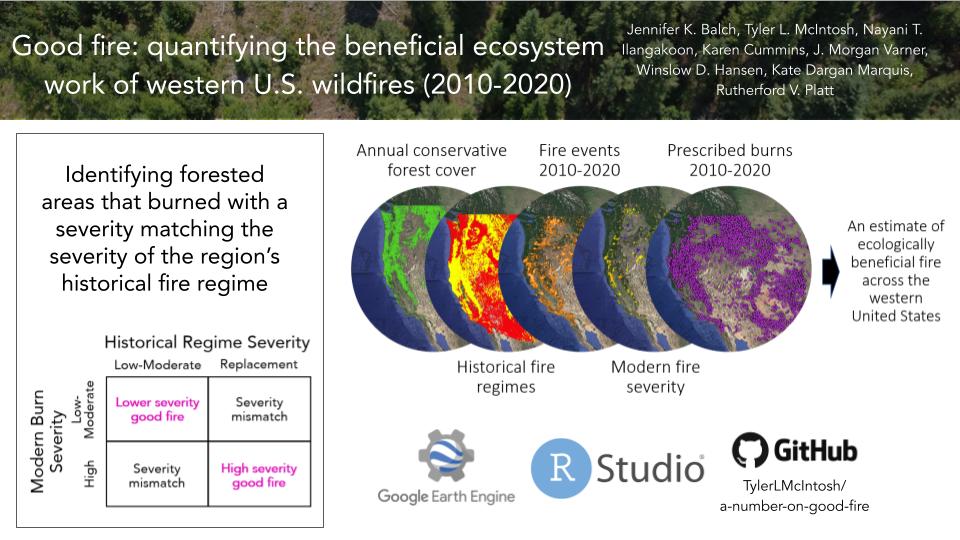 Good fire: quantifying the beneficial ecosystem
work of western U.S. wildfires (2010-2020)
Jennifer K. Balch, Tyler L. McIntosh, Nayani T.
Ilangakoon, Karen Cummins, J. Morgan Varner,
Winslow D. Hansen, Kate Dargan Marquis,
Rutherford V. Platt
Identifying forested
areas that burned with a
severity matching the
severity of the region's
historical fire regime
Historical Regime Severity
Low-Moderate Replacement
Modern Burn
Severity
Low-
Moderate
High
Lower severity
good fire
Severity
mismatch
Severity
mismatch
High severity
good fire
Annual conservative
forest cover
Fire events
2010-2020
Prescribed burns
2010-2020
Historical fire
regimes
Modern fire
severity
An estimate of
ecologically
beneficial fire
across the
western
United States
Google Earth Engine
R Studio®
GitHub
TylerLMcIntosh/
a-number-on-good-fire